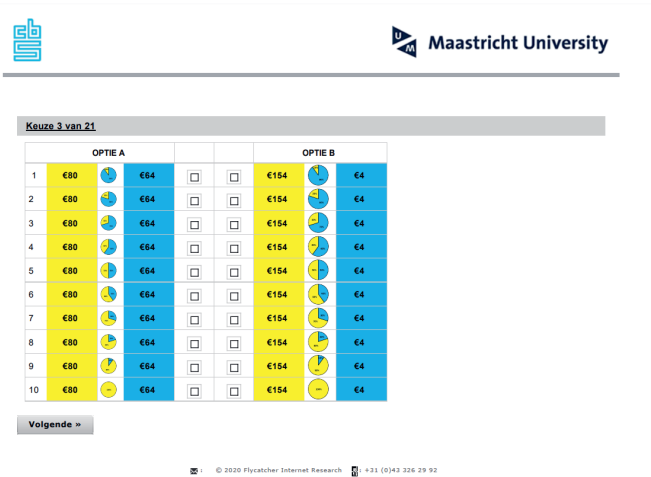 cbs
UM Maastricht University
Keuze 3 van 21
OPTIE A OPTIE B
1 €80 €64 €154 €4
2 €80 €64 €154 €4
3 €80 €64 €154 €4
4 €80 €64 €154 €4
5 €80 €64 €154 €4
6 €80 €64 €154 €4
7 €80 €64 €154 €4
8 €80 €64 €154 €4
9 €80 €64 €154 €4
10 €80 €64 €154 €4
Volgende »
: © 2020 Flycatcher Internet Research : +31 (0)43 326 29 92